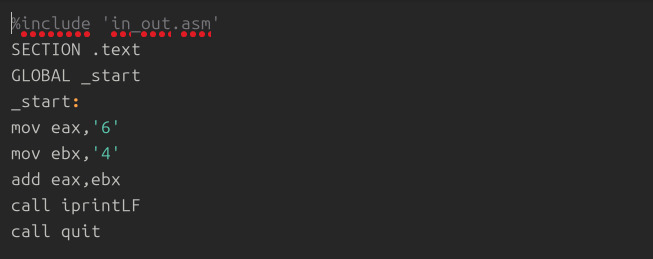 %include 'in_out.asm'
SECTION .text
GLOBAL _start
_start:
mov eax,'6'
mov ebx,'4'
add eax,ebx
call iprintLF
call quit